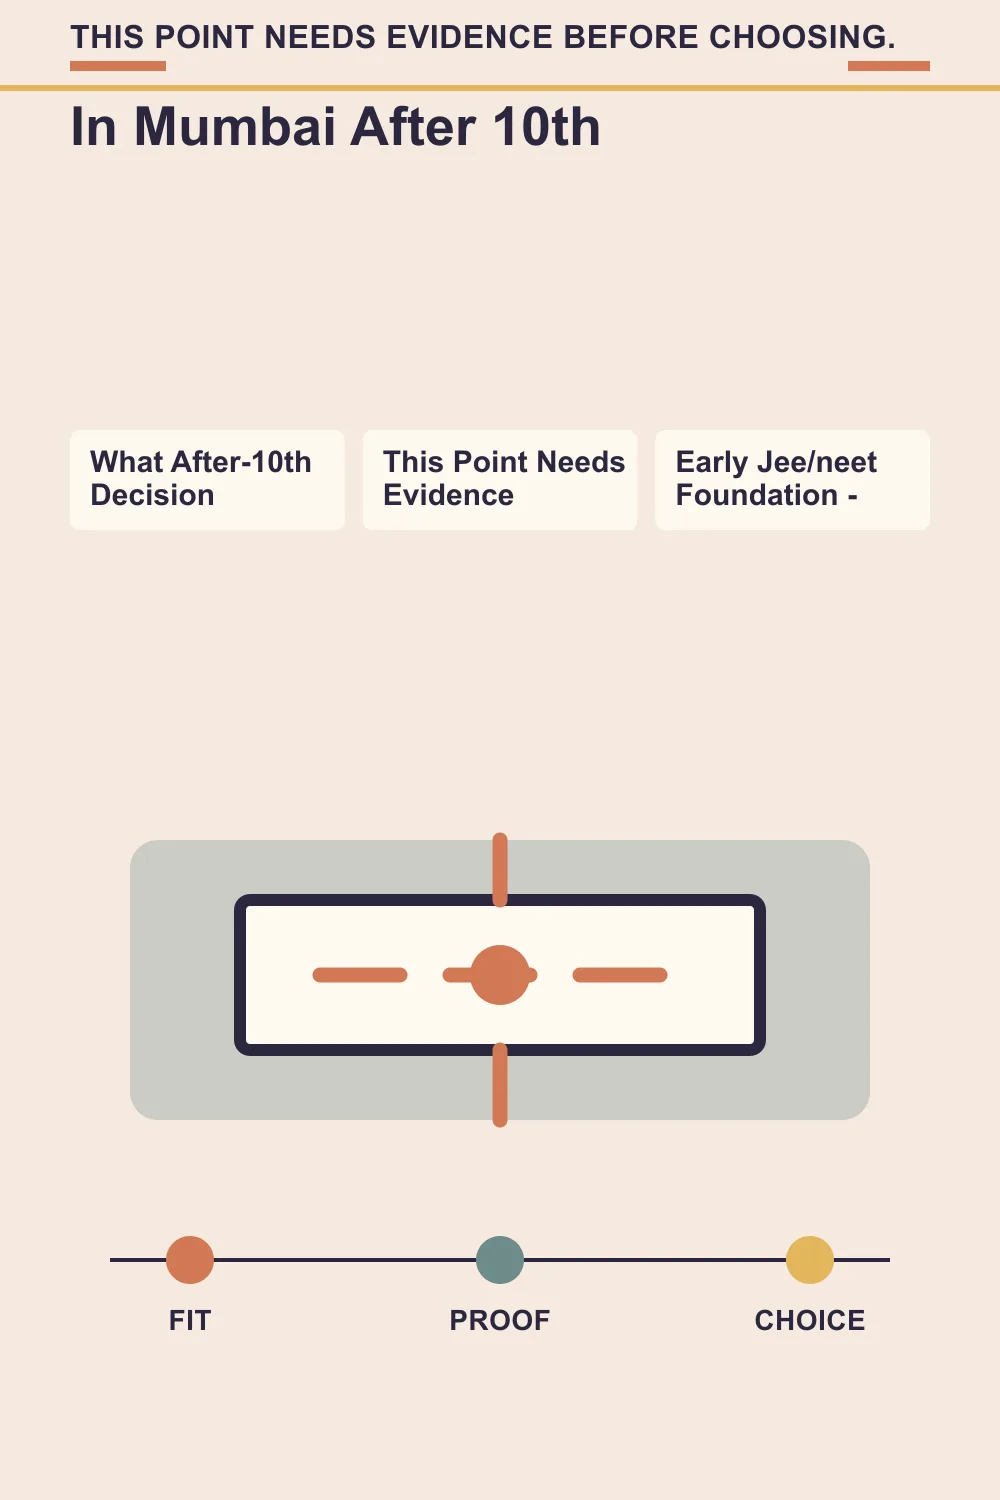 THIS POINT NEEDS EVIDENCE BEFORE CHOOSING.
In Mumbai After 10th
What After-10th
Decision
This Point Needs
Evidence
Early Jee/neet
Foundation -
FIT
PROOF
CHOICE